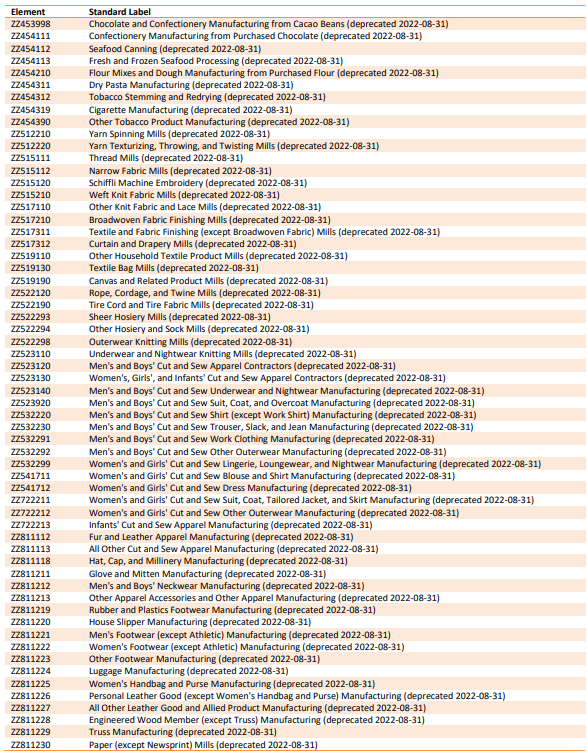 Element Standard Label
ZZ453998 Chocolate and Confectionery Manufacturing from Cacao Beans (deprecated 2022-08-31)
ZZ454111 Confectionery Manufacturing from Purchased Chocolate (deprecated 2022-08-31)
ZZ454112 Seafood Canning (deprecated 2022-08-31)
ZZ454113 Fresh and Frozen Seafood Processing (deprecated 2022-08-31)
ZZ454210 Flour Mixes and Dough Manufacturing from Purchased Flour (deprecated 2022-08-31)
ZZ454311 Dry Pasta Manufacturing (deprecated 2022-08-31)
ZZ454312 Tobacco Stemming and Redrying (deprecated 2022-08-31)
ZZ454319 Cigarette Manufacturing (deprecated 2022-08-31)
ZZ454390 Other Tobacco Product Manufacturing (deprecated 2022-08-31)
ZZ512210 Yarn Spinning Mills (deprecated 2022-08-31)
ZZ512220 Yarn Texturizing, Throwing, and Twisting Mills (deprecated 2022-08-31)
ZZ515111 Thread Mills (deprecated 2022-08-31)
ZZ515112 Narrow Fabric Mills (deprecated 2022-08-31)
ZZ515120 Schiffli Machine Embroidery (deprecated 2022-08-31)
ZZ515210 Weft Knit Fabric Mills (deprecated 2022-08-31)
ZZ517110 Other Knit Fabric and Lace Mills (deprecated 2022-08-31)
ZZ517210 Broadwoven Fabric Finishing Mills (deprecated 2022-08-31)
ZZ517311 Textile and Fabric Finishing (except Broadwoven Fabric) Mills (deprecated 2022-08-31)
ZZ517312 Curtain and Drapery Mills (deprecated 2022-08-31)
ZZ519110 Other Household Textile Product Mills (deprecated 2022-08-31)
ZZ519130 Textile Bag Mills (deprecated 2022-08-31)
ZZ519190 Canvas and Related Product Mills (deprecated 2022-08-31)
ZZ522120 Rope, Cordage, and Twine Mills (deprecated 2022-08-31)
ZZ522190 Tire Cord and Tire Fabric Mills (deprecated 2022-08-31)
ZZ522293 Sheer Hosiery Mills (deprecated 2022-08-31)
ZZ522294 Other Hosiery and Sock Mills (deprecated 2022-08-31)
ZZ522298 Outerwear Knitting Mills (deprecated 2022-08-31)
ZZ523110 Underwear and Nightwear Knitting Mills (deprecated 2022-08-31)
ZZ523120 Men's and Boys' Cut and Sew Apparel Contractors (deprecated 2022-08-31)
ZZ523130 Women's, Girls', and Infants' Cut and Sew Apparel Contractors (deprecated 2022-08-31)
ZZ523140 Men's and Boys' Cut and Sew Underwear and Nightwear Manufacturing (deprecated 2022-08-31)
ZZ523920 Men's and Boys' Cut and Sew Suit, Coat, and Overcoat Manufacturing (deprecated 2022-08-31)
ZZ532220 Men's and Boys' Cut and Sew Shirt (except Work Shirt) Manufacturing (deprecated 2022-08-31)
ZZ532230 Men's and Boys' Cut and Sew Trouser, Slack, and Jean Manufacturing (deprecated 2022-08-31)
ZZ532291 Men's and Boys' Cut and Sew Work Clothing Manufacturing (deprecated 2022-08-31)
ZZ532292 Men's and Boys' Cut and Sew Other Outerwear Manufacturing (deprecated 2022-08-31)
ZZ532299 Women's and Girls' Cut and Sew Lingerie, Loungewear, and Nightwear Manufacturing (deprecated 2022-08-31)
ZZ541711 Women's and Girls' Cut and Sew Blouse and Shirt Manufacturing (deprecated 2022-08-31)
ZZ541712 Women's and Girls' Cut and Sew Dress Manufacturing (deprecated 2022-08-31)
ZZ722211 Women's and Girls' Cut and Sew Suit, Coat, Tailored Jacket, and Skirt Manufacturing (deprecated 2022-08-31)
ZZ722212 Women's and Girls' Cut and Sew Other Outerwear Manufacturing (deprecated 2022-08-31)
ZZ722213 Infants' Cut and Sew Apparel Manufacturing (deprecated 2022-08-31)
ZZ811112 Fur and Leather Apparel Manufacturing (deprecated 2022-08-31)
ZZ811113 All Other Cut and Sew Apparel Manufacturing (deprecated 2022-08-31)
ZZ811118 Hat, Cap, and Millinery Manufacturing (deprecated 2022-08-31)
ZZ811211 Glove and Mitten Manufacturing (deprecated 2022-08-31)
ZZ811212 Men's and Boys' Neckwear Manufacturing (deprecated 2022-08-31)
ZZ811213 Other Apparel Accessories and Other Apparel Manufacturing (deprecated 2022-08-31)
ZZ811219 Rubber and Plastics Footwear Manufacturing (deprecated 2022-08-31)
ZZ811220 House Slipper Manufacturing (deprecated 2022-08-31)
ZZ811221 Men's Footwear (except Athletic) Manufacturing (deprecated 2022-08-31)
ZZ811222 Women's Footwear (except Athletic) Manufacturing (deprecated 2022-08-31)
ZZ811223 Other Footwear Manufacturing (deprecated 2022-08-31)
ZZ811224 Luggage Manufacturing (deprecated 2022-08-31)
ZZ811225 Women's Handbag and Purse Manufacturing (deprecated 2022-08-31)
ZZ811226 Personal Leather Good (except Women's Handbag and Purse) Manufacturing (deprecated 2022-08-31)
ZZ811227 All Other Leather Good and Allied Product Manufacturing (deprecated 2022-08-31)
ZZ811228 Engineered Wood Member (except Truss) Manufacturing (deprecated 2022-08-31)
ZZ811229 Truss Manufacturing (deprecated 2022-08-31)
ZZ811230 Paper (except Newsprint) Mills (deprecated 2022-08-31)